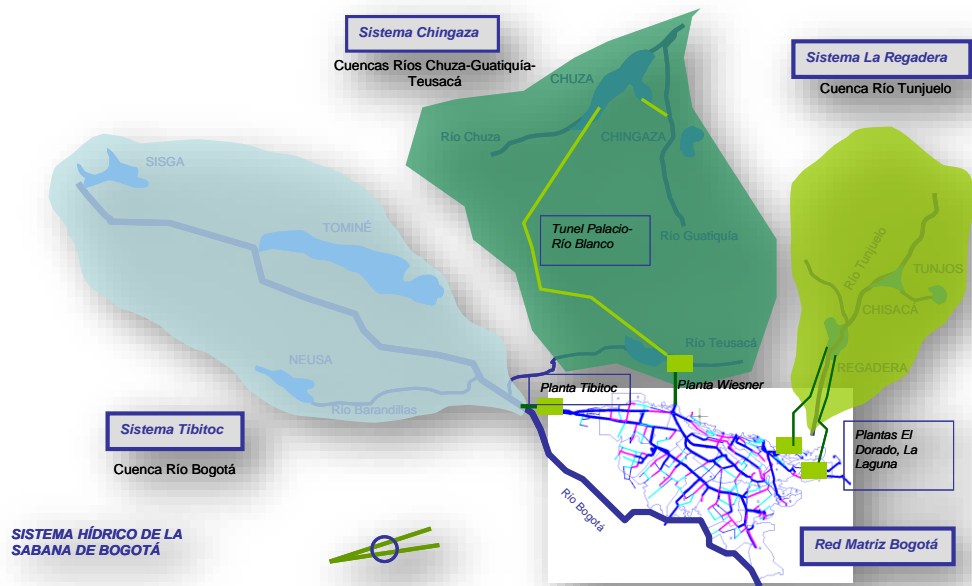 Sistema Chingaza
Cuencas Ríos Chuza-Guatiquía-
Teusacá
Sistema La Regadera
Cuenca Río Tunjuelo
CHUZA
Río Chuza
CHINGAZA
SISGA
TOMINÉ
Tunel Palacio-
Río Blanco
Río Guatiquía
Río Tunjuelo
TUNJOS
CHISACÁ
NEUSA
Río Teusacá
REGADERA
Planta Tibitoc
Planta Wiesner
Río Barandillas
Sistema Tibitoc
Cuenca Río Bogotá
Plantas El
Dorado, La
Laguna
Río Bogotá
SISTEMA HÍDRICO DE LA
SABANA DE BOGOTÁ
Red Matriz Bogotá